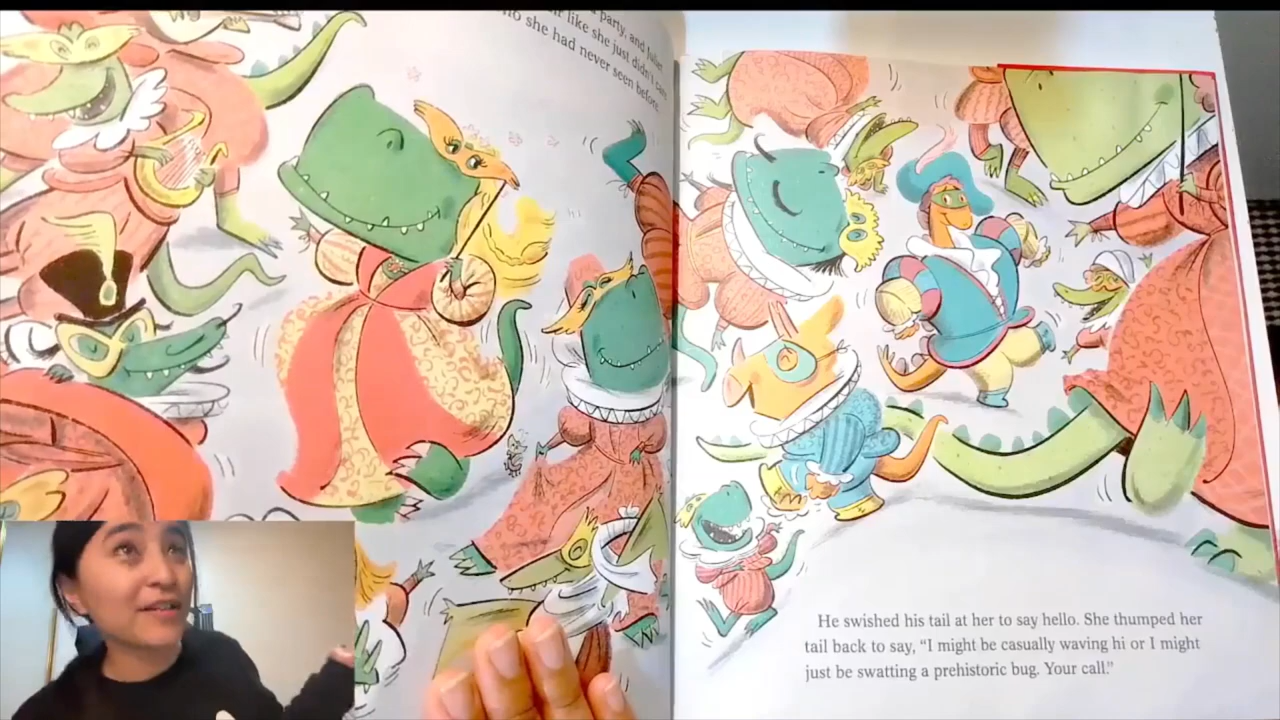 party, and Juliet
like she just didn't care
she had never seen before.
He swished his tail at her to say hello. She thumped her
tail back to say, "I might be casually waving hi or I might
just be swatting a prehistoric bug. Your call."